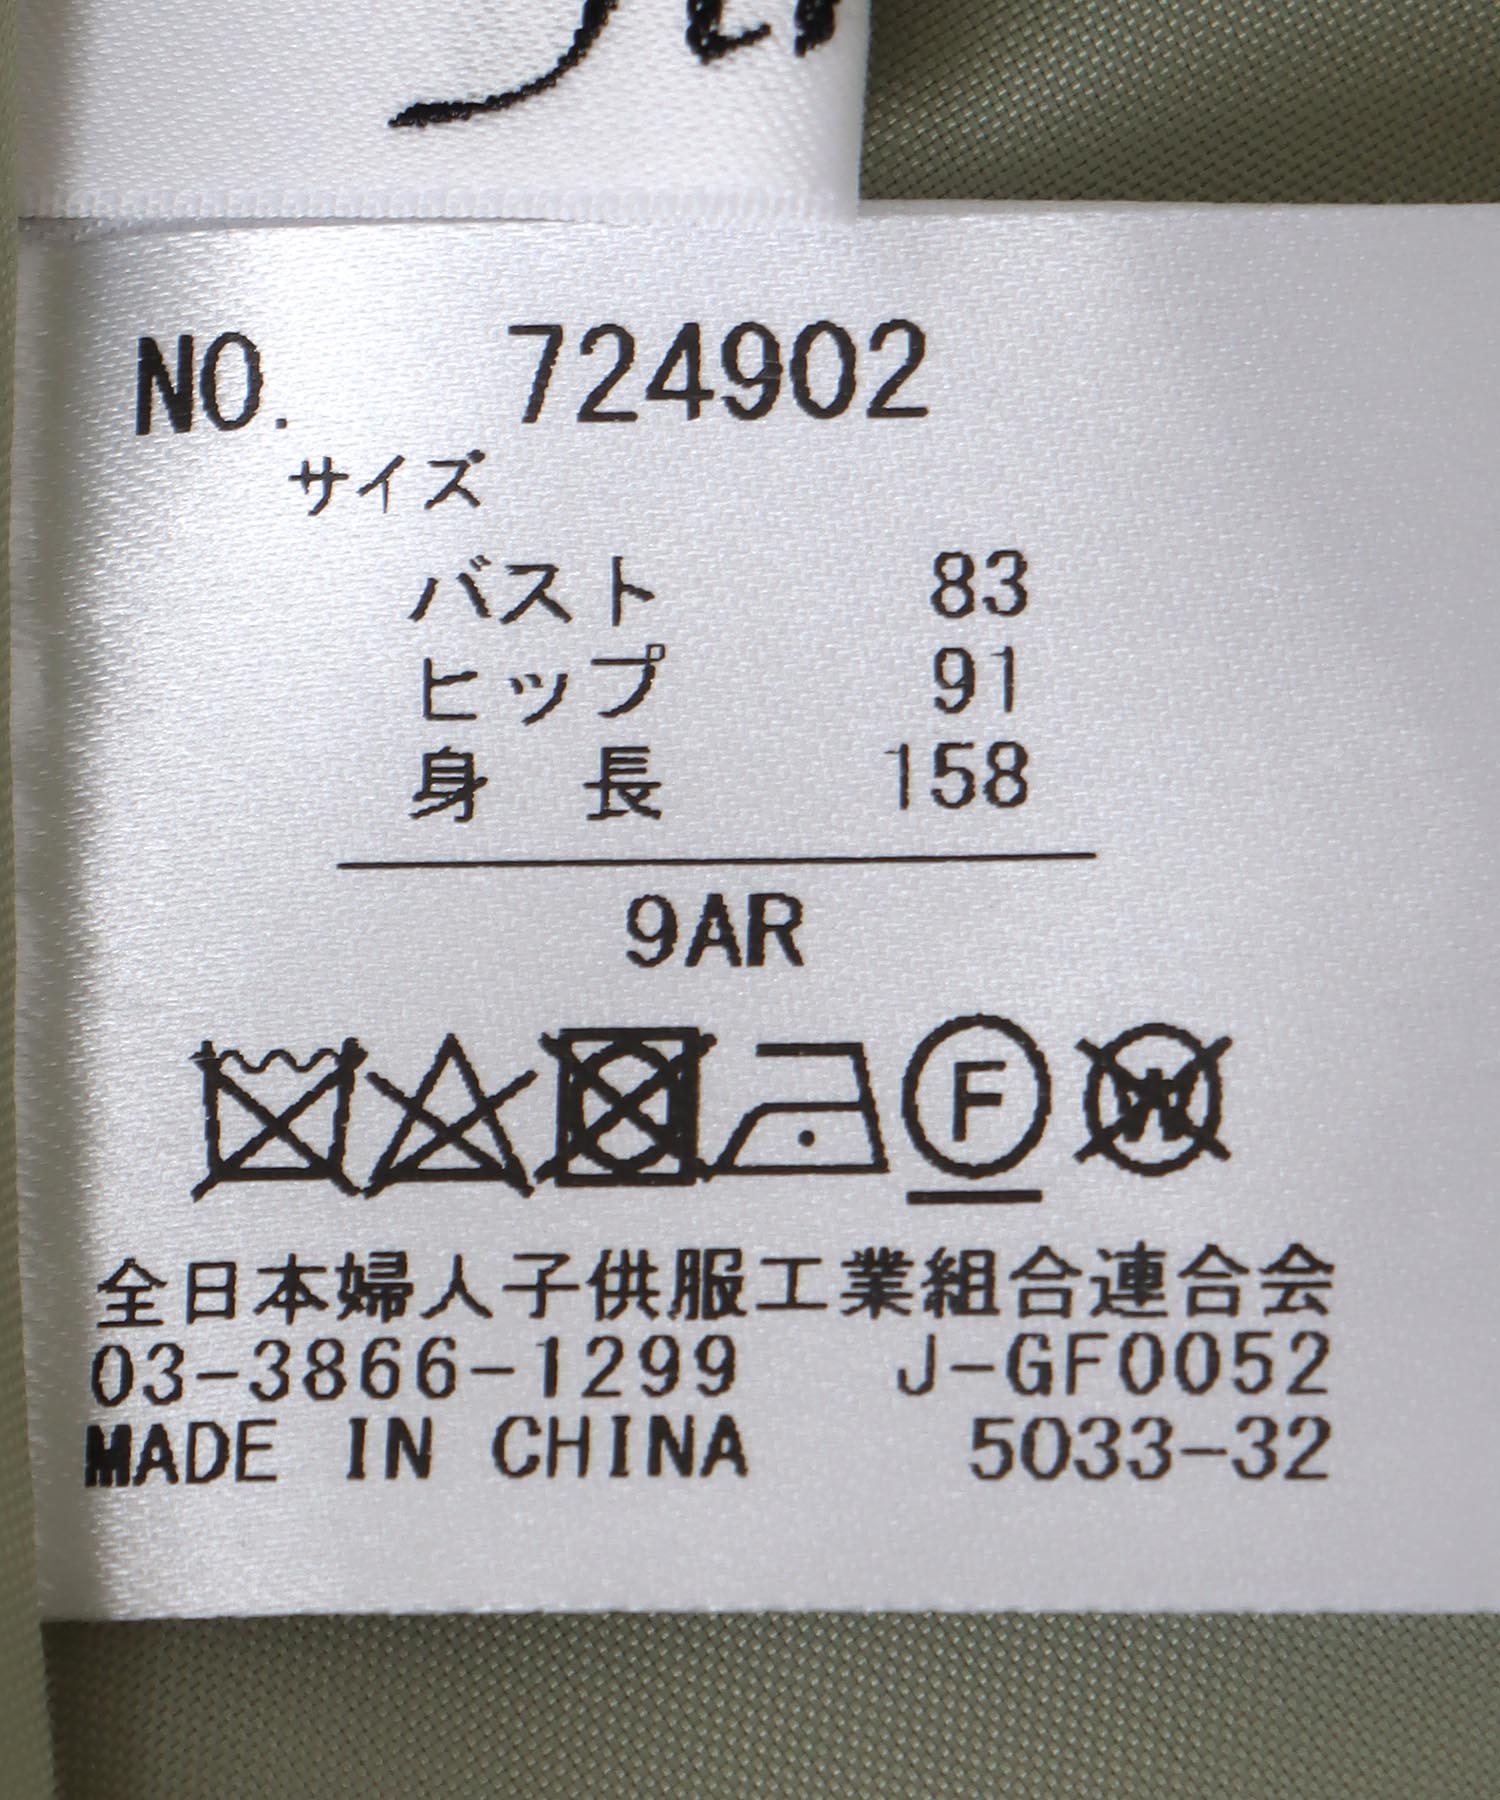 NO. 724902
サイズ
バスト 83
ヒップ 91
身長 158
9AR
F W
全日本婦人子供服工業組合連合会
03-3866-1299 J-GF0052
MADE IN CHINA 5033-32